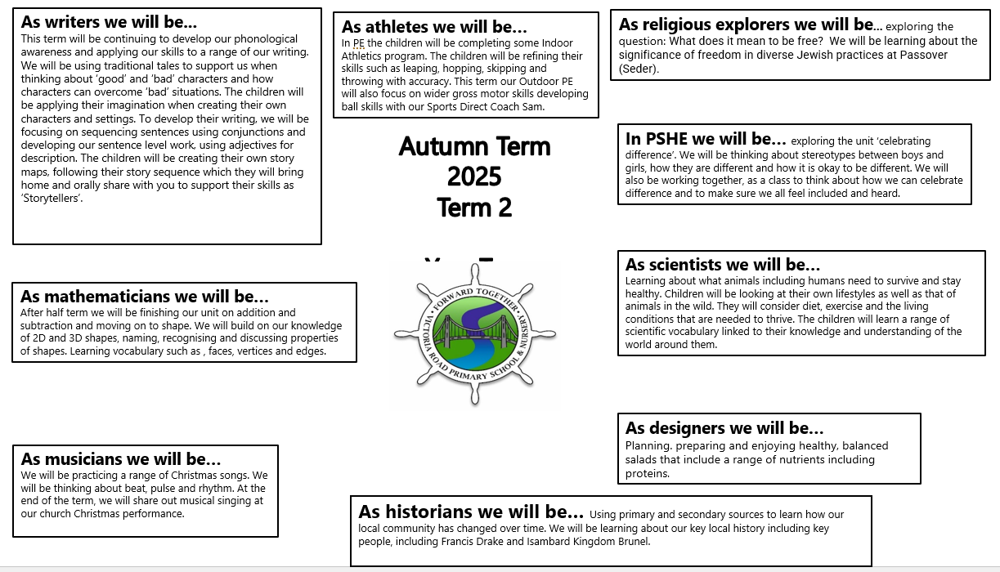 As writers we will be...
This term will be continuing to develop our phonological
awareness and applying our skills to a range of our writing.
We will be using traditional tales to support us when
thinking about ‘good’ and ‘bad’ characters and how
characters can overcome ‘bad’ situations. The children will
be applying their imagination when creating their own
characters and settings. To develop their writing, we will be
focusing on sequencing sentences using conjunctions and
developing our sentence level work, using adjectives for
description. The children will be creating their own story
maps, following their story sequence which they will bring
home and orally share with you to support their skills as
‘Storytellers’.
As athletes we will be…
In PE the children will be completing some Indoor
Athletics program. The children will be refining their
skills such as leaping, hopping, skipping and
throwing with accuracy. This term our Outdoor PE
will also focus on wider gross motor skills developing
ball skills with our Sports Direct Coach Sam.
As religious explorers we will be... exploring the
question: What does it mean to be free?  We will be learning about the
significance of freedom in diverse Jewish practices at Passover
(Seder).
Autumn Term
2025
Term 2
In PSHE we will be… exploring the unit ‘celebrating
difference’. We will be thinking about stereotypes between boys and
girls, how they are different and how it is okay to be different. We will
also be working together, as a class to think about how we can celebrate
difference and to make sure we all feel included and heard.
As mathematicians we will be…
After half term we will be finishing our unit on addition and
subtraction and moving on to shape. We will build on our knowledge
of 2D and 3D shapes, naming, recognising and discussing properties
of shapes. Learning vocabulary such as , faces, vertices and edges.
FORWARD TOGETHER
VICTORIA ROAD PRIMARY SCHOOL & NURSERY
As scientists we will be…
Learning about what animals including humans need to survive and stay
healthy. Children will be looking at their own lifestyles as well as that of
animals in the wild. They will consider diet, exercise and the living
conditions that are needed to thrive. The children will learn a range of
scientific vocabulary linked to their knowledge and understanding of the
world around them.
As designers we will be…
Planning. preparing and enjoying healthy, balanced
salads that include a range of nutrients including
proteins.
As musicians we will be…
We will be practicing a range of Christmas songs. We
will be thinking about beat, pulse and rhythm. At the
end of the term, we will share out musical singing at
our church Christmas performance.
As historians we will be… Using primary and secondary sources to learn how our
local community has changed over time. We will be learning about our key local history including key
people, including Francis Drake and Isambard Kingdom Brunel.